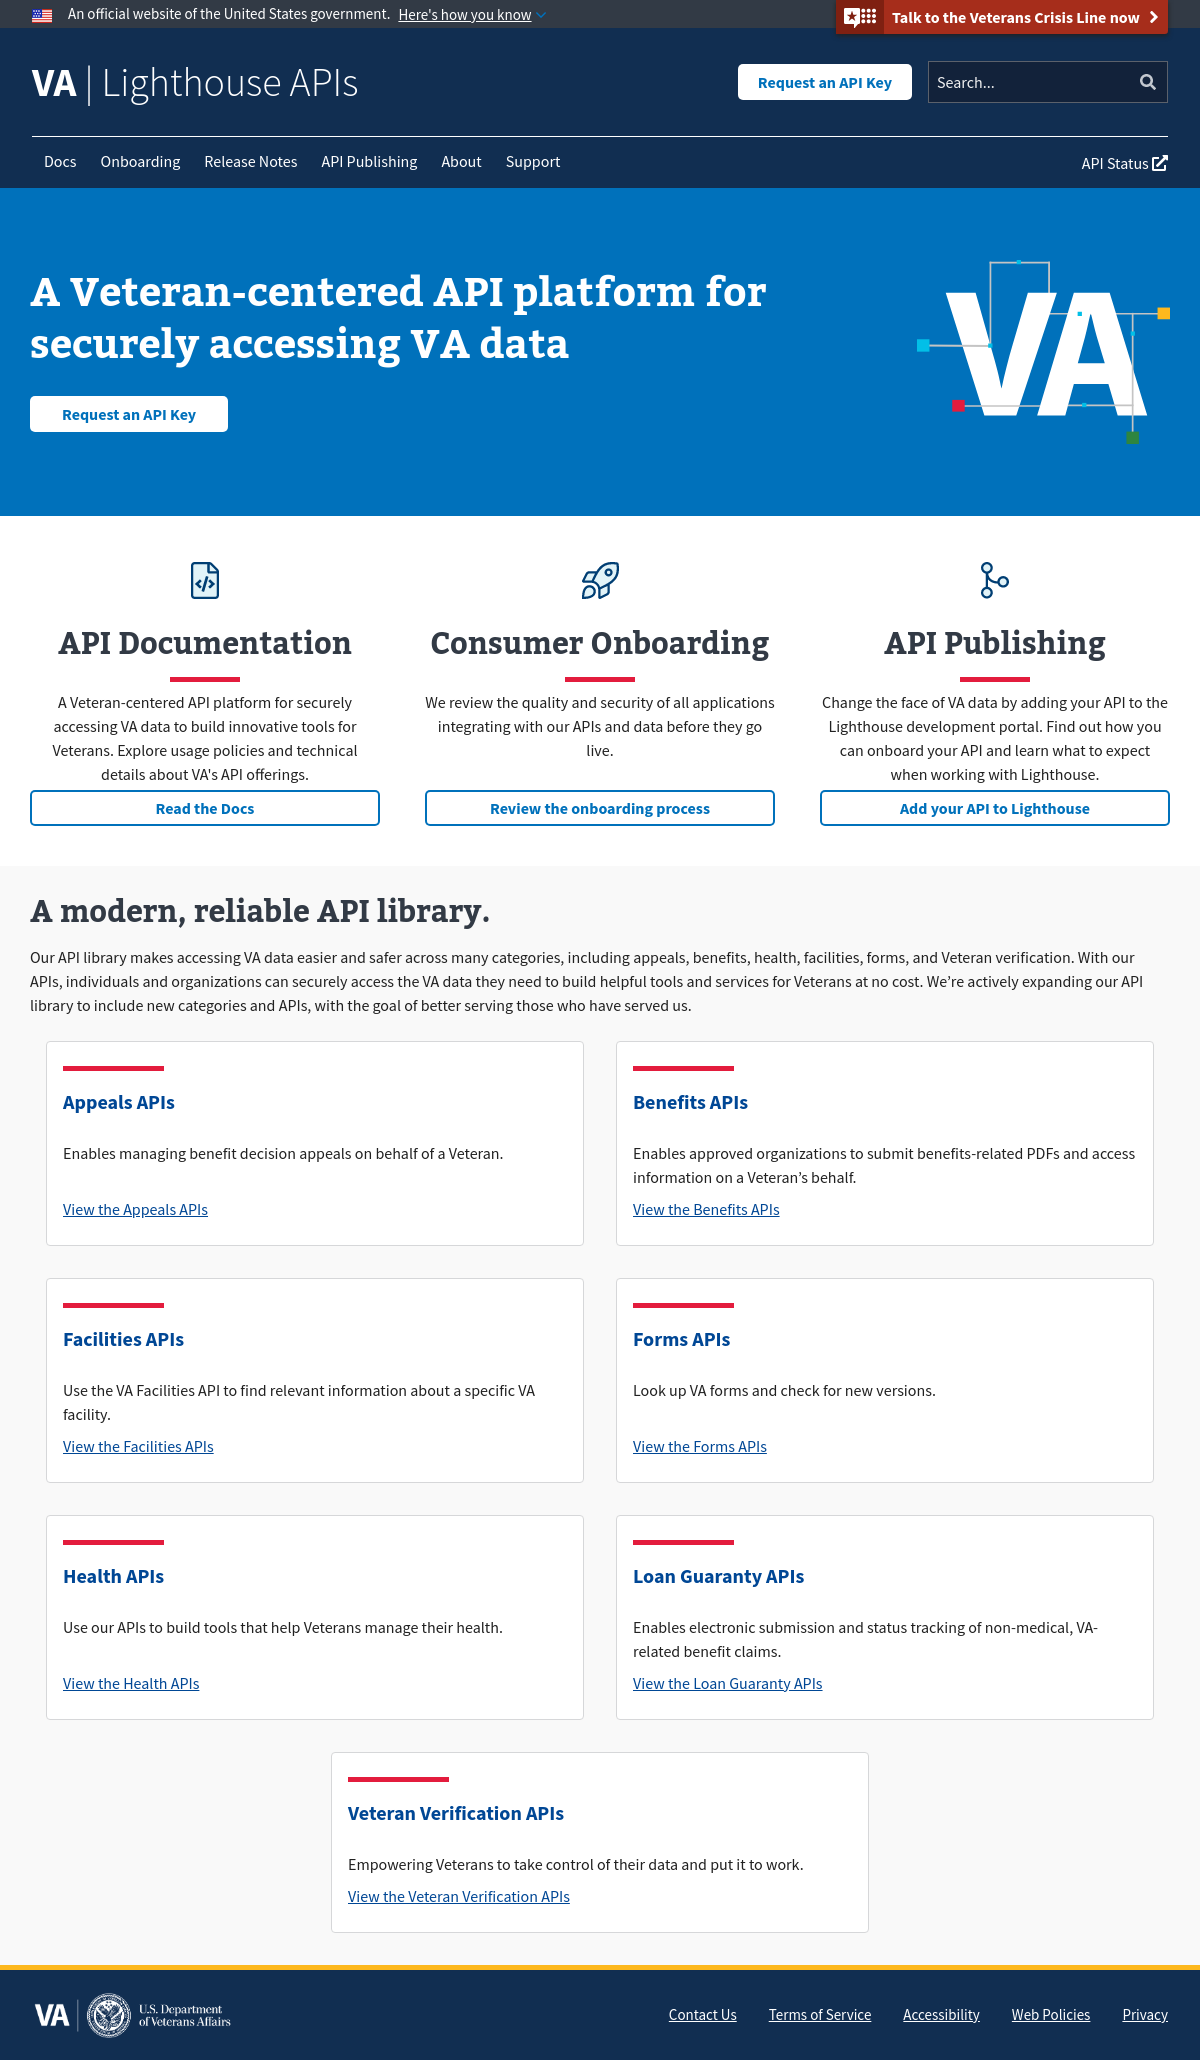 An official website of the United States government. Here's how you know
Talk to the Veterans Crisis Line now
VA | Lighthouse APIs
Request an API Key
Search...
Docs
Onboarding
Release Notes
API Publishing
About
Support
API Status
A Veteran-centered API platform for
securely accessing VA data
Request an API Key
VA
API Documentation
A Veteran-centered API platform for securely
accessing VA data to build innovative tools for
Veterans. Explore usage policies and technical
details about VA's API offerings.
Read the Docs
Consumer Onboarding
We review the quality and security of all applications
integrating with our APIs and data before they go
live.
Review the onboarding process
API Publishing
Change the face of VA data by adding your API to the
Lighthouse development portal. Find out how you
can onboard your API and learn what to expect
when working with Lighthouse.
Add your API to Lighthouse
A modern, reliable API library.
Our API library makes accessing VA data easier and safer across many categories, including appeals, benefits, health, facilities, forms, and Veteran verification. With our
APIs, individuals and organizations can securely access the VA data they need to build helpful tools and services for Veterans at no cost. We’re actively expanding our API
library to include new categories and APIs, with the goal of better serving those who have served us.
Appeals APIs
Enables managing benefit decision appeals on behalf of a Veteran.
View the Appeals APIs
Benefits APIs
Enables approved organizations to submit benefits-related PDFs and access
information on a Veteran’s behalf.
View the Benefits APIs
Facilities APIs
Use the VA Facilities API to find relevant information about a specific VA
facility.
View the Facilities APIs
Forms APIs
Look up VA forms and check for new versions.
View the Forms APIs
Health APIs
Use our APIs to build tools that help Veterans manage their health.
View the Health APIs
Loan Guaranty APIs
Enables electronic submission and status tracking of non-medical, VA-
related benefit claims.
View the Loan Guaranty APIs
Veteran Verification APIs
Empowering Veterans to take control of their data and put it to work.
View the Veteran Verification APIs
VA
U.S. Department
of Veterans Affairs
Contact Us
Terms of Service
Accessibility
Web Policies
Privacy